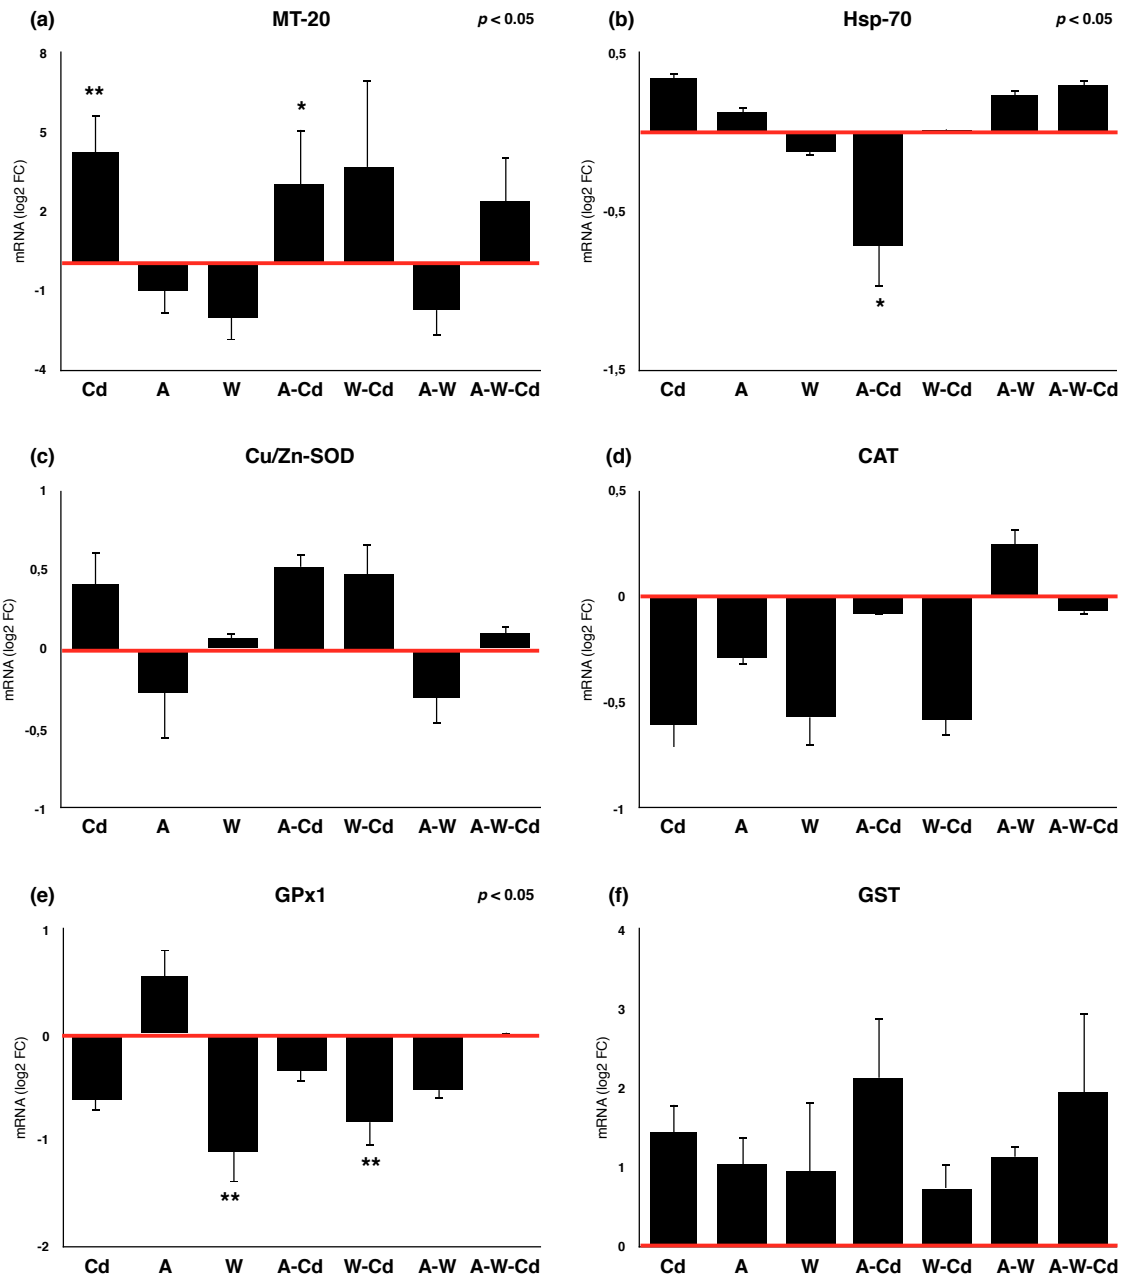 (a) MT-20 p < 0.05
8
5
2
-1
-4
mRNA (log2 FC)
Cd A W A-Cd W-Cd A-W A-W-Cd
(b) Hsp-70 p < 0.05
0,5
-0,5
-1,5
mRNA (log2 FC)
Cd A W A-Cd W-Cd A-W A-W-Cd
** *
*
(c) Cu/Zn-SOD
1
0,5
0
-0,5
-1
mRNA (log2 FC)
Cd A W A-Cd W-Cd A-W A-W-Cd
(d) CAT
0,5
0
-0,5
-1
mRNA (log2 FC)
Cd A W A-Cd W-Cd A-W A-W-Cd
(e) GPx1 p < 0.05
1
0
-1
-2
mRNA (log2 FC)
** **
Cd A W A-Cd W-Cd A-W A-W-Cd
(f) GST
4
3
2
1
0
mRNA (log2 FC)
Cd A W A-Cd W-Cd A-W A-W-Cd